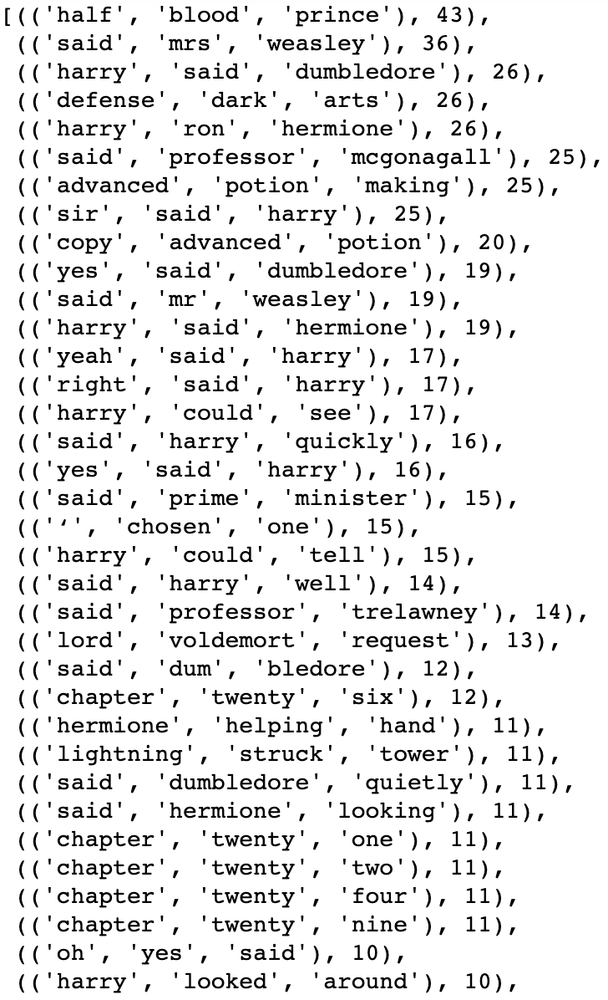 [(('half', 'blood', 'prince'), 43),
(('said', 'mrs', 'weasley'), 36),
(('harry', 'said', 'dumbledore'), 26),
(('defense', 'dark', 'arts'), 26),
(('harry', 'ron', 'hermione'), 26),
(('said', 'professor', 'mcgonagall'), 25),
(('advanced', 'potion', 'making'), 25),
(('sir', 'said', 'harry'), 25),
(('copy', 'advanced', 'potion'), 20),
(('yes', 'said', 'dumbledore'), 19),
(('said', 'mr', 'weasley'), 19),
(('harry', 'said', 'hermione'), 19),
(('yeah', 'said', 'harry'), 17),
(('right', 'said', 'harry'), 17),
(('harry', 'could', 'see'), 17),
(('said', 'harry', 'quickly'), 16),
(('yes', 'said', 'harry'), 16),
(('said', 'prime', 'minister'), 15),
(('‘', 'chosen', 'one'), 15),
(('harry', 'could', 'tell'), 15),
(('said', 'harry', 'well'), 14),
(('said', 'professor', 'trelawney'), 14),
(('lord', 'voldemort', 'request'), 13),
(('said', 'dum', 'bledore'), 12),
(('chapter', 'twenty', 'six'), 12),
(('hermione', 'helping', 'hand'), 11),
(('lightning', 'struck', 'tower'), 11),
(('said', 'dumbledore', 'quietly'), 11),
(('said', 'hermione', 'looking'), 11),
(('chapter', 'twenty', 'one'), 11),
(('chapter', 'twenty', 'two'), 11),
(('chapter', 'twenty', 'four'), 11),
(('chapter', 'twenty', 'nine'), 11),
(('oh', 'yes', 'said'), 10),
(('harry', 'looked', 'around'), 10),